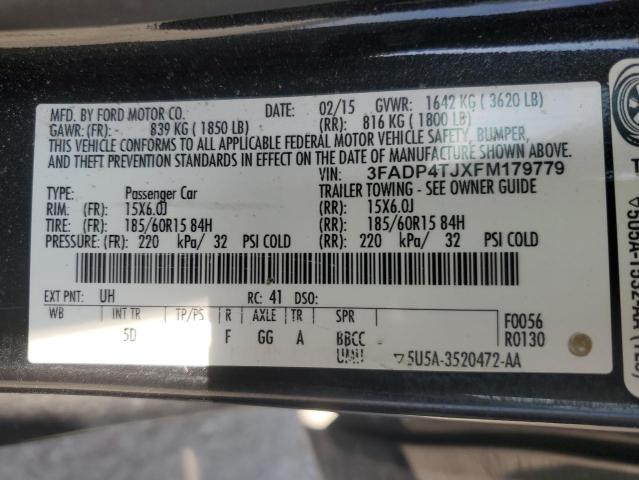 MFD. BY FORD MOTOR CO. DATE: 02/15 GVWR: 1642 KG ( 3620 LB)
GAWR: (FR): - 839 KG ( 1850 LB) (RR): 816 KG ( 1800 LB)
THIS VEHICLE CONFORMS TO ALL APPLICABLE FEDERAL MOTOR VEHICLE SAFETY, BUMPER,
AND THEFT PREVENTION STANDARDS IN EFFECT ON THE DATE OF MANUFACTURE SHOWN ABOVE.
VIN: 3FADP4TJXFM179779
TYPE: Passenger Car TRAILER TOWING - SEE OWNER GUIDE
RIM: (FR): 15X6.0J (RR): 15X6.0J
TIRE: (FR): 185/60R15 84H (RR): 185/60R15 84H
PRESSURE: (FR): 220 kPa/ 32 PSI COLD (RR): 220 kPa/ 32 PSI COLD
EXT PNT: UH RC: 41 DSO:
WB INT TR TP/PS R AXLE TR SPR F0056
5D F GG A BBCC R0130
UMHJ
5U5A-3520472-AA